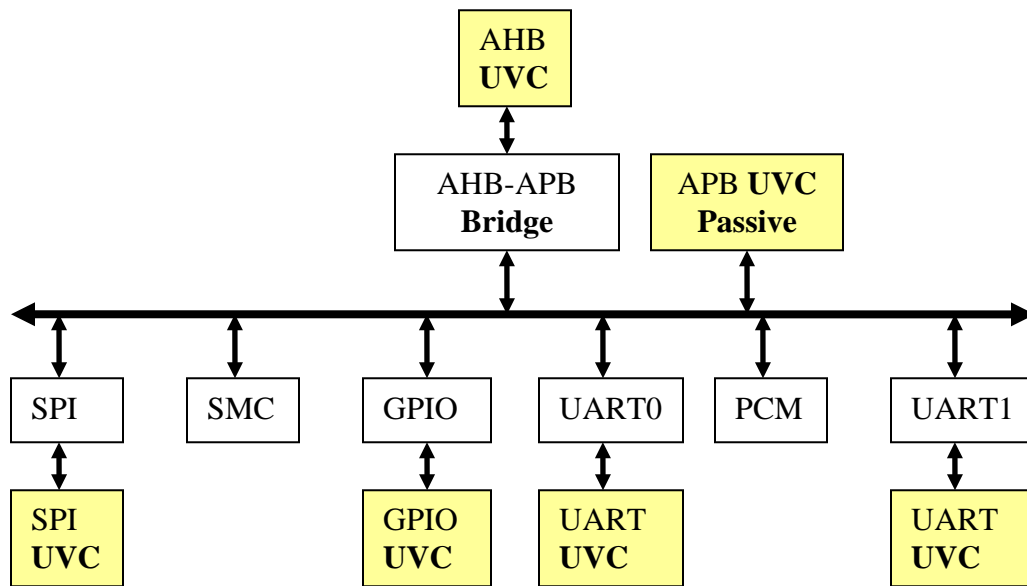 AHB
UVC
AHB-APB
Bridge
APB UVC
Passive
SPI
SMC
GPIO
UART0
PCM
UART1
SPI
UVC
GPIO
UVC
UART
UVC
UART
UVC